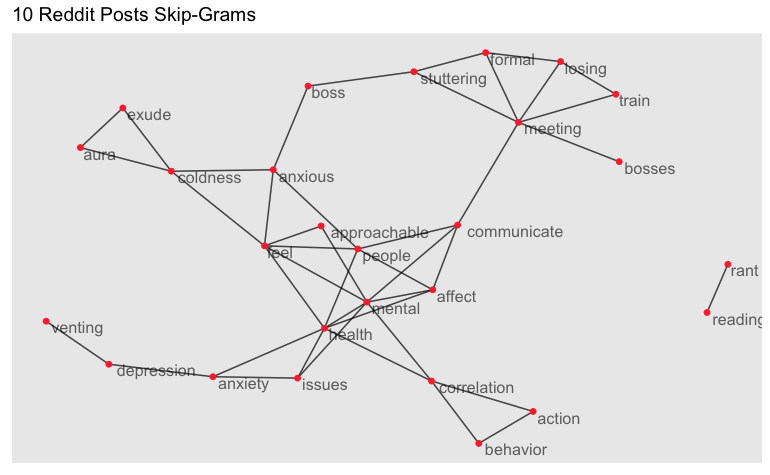 10 Reddit Posts Skip-Grams
formal
losing
stuttering
boss
train
exude
meeting
aura
bosses
coldness
anxious
approachable
communicate
feel
people
rant
affect
mental
reading
venting
health
depression
anxiety
issues
correlation
action
behavior